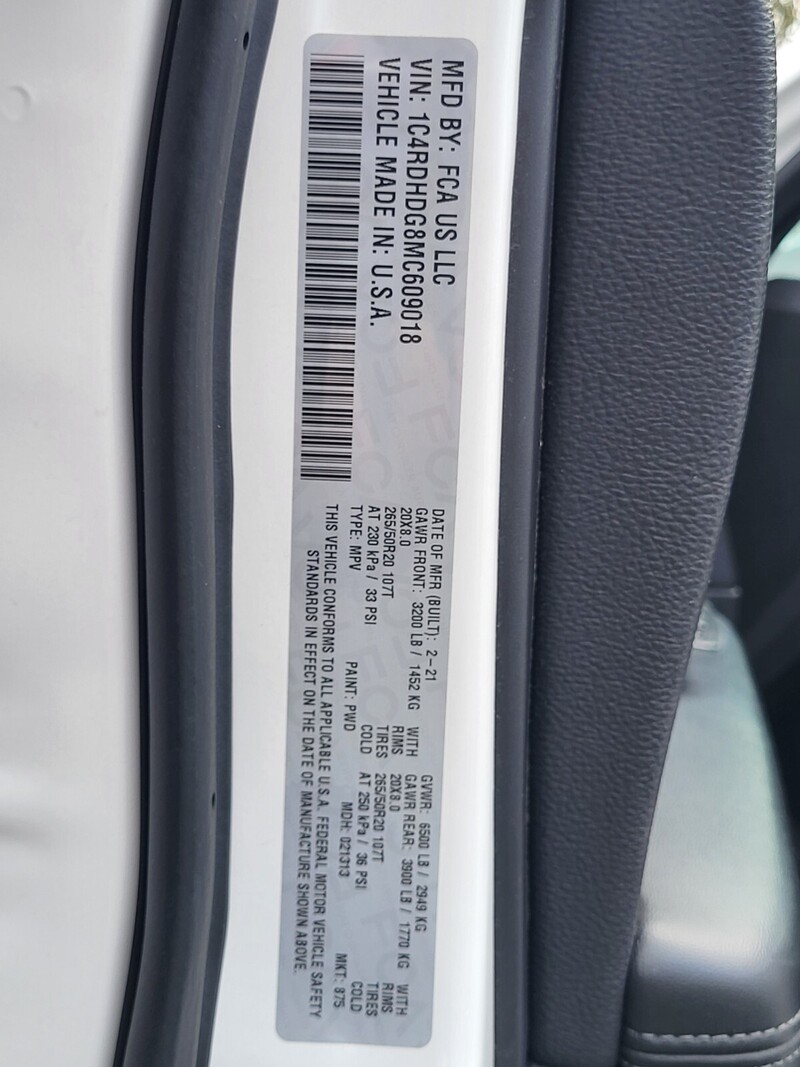 MFD BY: FCA US LLC
VIN: 1C4RDHDG8MC609018
VEHICLE MADE IN: U.S.A.
DATE OF MFR (BUILT): 2-21 GVWR: 6500 LB / 2949 KG
GAWR FRONT: 3200 LB / 1452 KG WITH GAWR REAR: 3900 LB / 1770 KG WITH
20X8.0 RIMS 20X8.0 RIMS
265/50R20 107T TIRES 265/50R20 107T TIRES
AT 230 kPa / 33 PSI COLD AT 250 kPa / 36 PSI COLD
TYPE: MPV PAINT: PWD MDH: 021313 MKT: 875
THIS VEHICLE CONFORMS TO ALL APPLICABLE U.S.A. FEDERAL MOTOR VEHICLE SAFETY
STANDARDS IN EFFECT ON THE DATE OF MANUFACTURE SHOWN ABOVE.